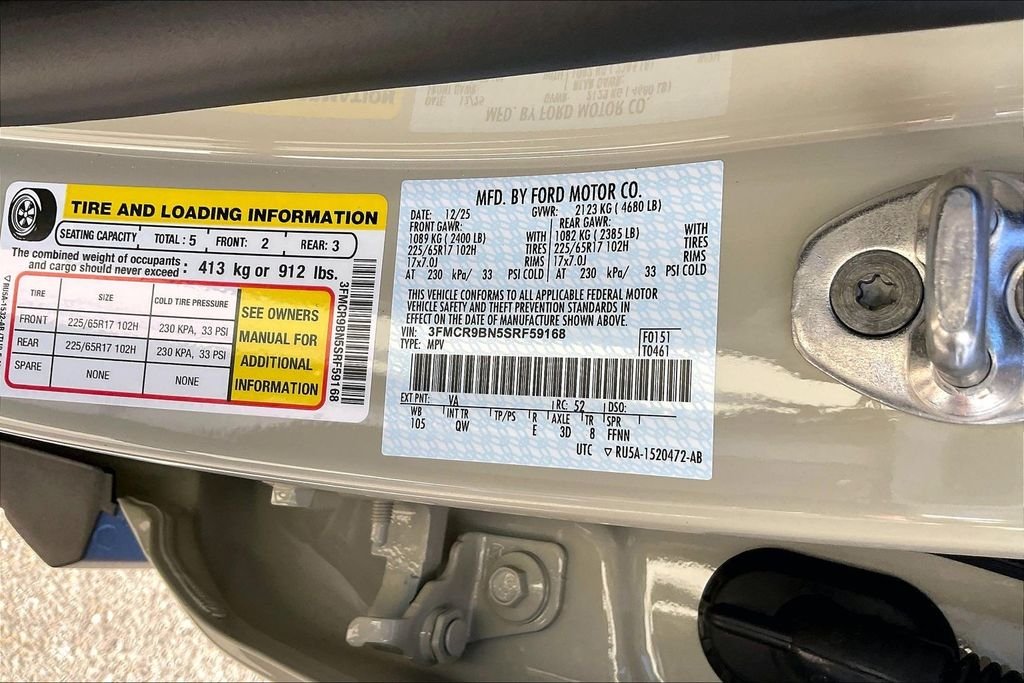 TIRE AND LOADING INFORMATION
SEATING CAPACITY TOTAL : 5 FRONT: 2 REAR: 3
The combined weight of occupants
and cargo should never exceed : 413 kg or 912 lbs.
TIRE SIZE COLD TIRE PRESSURE
FRONT 225/65R17 102H 230 KPA, 33 PSI
REAR 225/65R17 102H 230 KPA, 33 PSI
SPARE NONE NONE
SEE OWNERS
MANUAL FOR
ADDITIONAL
INFORMATION
3FMCR9BN5SRF59168
MFD. BY FORD MOTOR CO.
DATE: 12/25 GVWR: 2123 KG ( 4680 LB)
FRONT GAWR: REAR GAWR:
1089 KG (2400 LB) WITH 1082 KG ( 2385 LB) WITH
225/65R17 102H TIRES 225/65R17 102H TIRES
17x7.0J RIMS 17x7.0J RIMS
AT 230 kPa/ 33 PSI COLD AT 230 kPa/ 33 PSI COLD
THIS VEHICLE CONFORMS TO ALL APPLICABLE FEDERAL MOTOR
VEHICLE SAFETY AND THEFT PREVENTION STANDARDS IN
EFFECT ON THE DATE OF MANUFACTURE SHOWN ABOVE.
VIN: 3FMCR9BN5SRF59168 F0151
TYPE: MPV T0461
EXT PNT: VA RC: 52 DSO:
WB INT TR TP/PS R AXLE TR SPR
105 QW E 3D 8 FFNN
UTC ▽ RU5A-1520472-AB